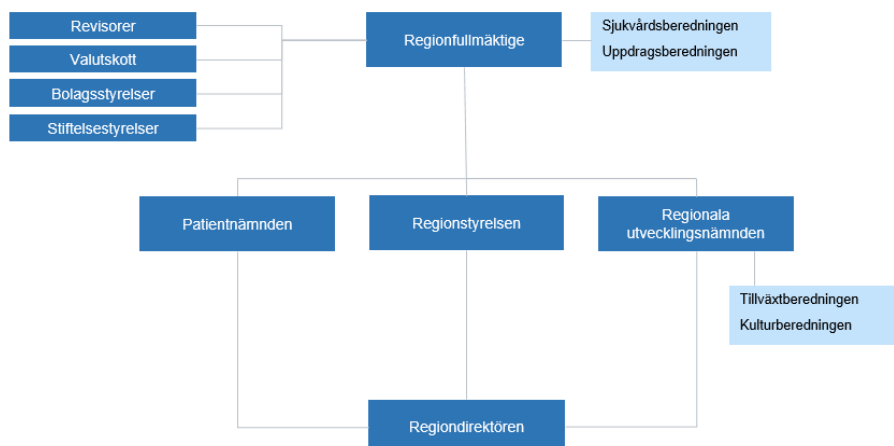 Revisorer
Valutskott
Bolagsstyrelser
Stiftelsestyrelser
Regionfullmäktige
Sjukvårdsberedningen
Uppdragsberedningen
Patientnämnden
Regionstyrelsen
Regionala
utvecklingsnämnden
Tillväxtberedningen
Kulturberedningen
Regiondirektören